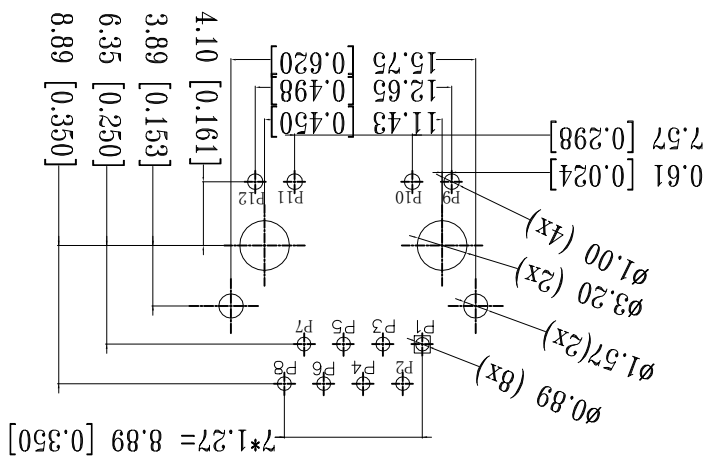 7*1.27= 8.89 [0.350]
ø0.89 (8x)
P2 P4 P6 P8
P1 P3 P5 P7
ø1.57(2x)
ø3.20 (2x)
ø1.00 (4x)
P9 P10 P11 P12
0.61 [0.024]
7.57 [0.298]
11.43 [0.450]
12.65 [0.498]
15.75 [0.620]
4.10 [0.161]
3.89 [0.153]
6.35 [0.250]
8.89 [0.350]